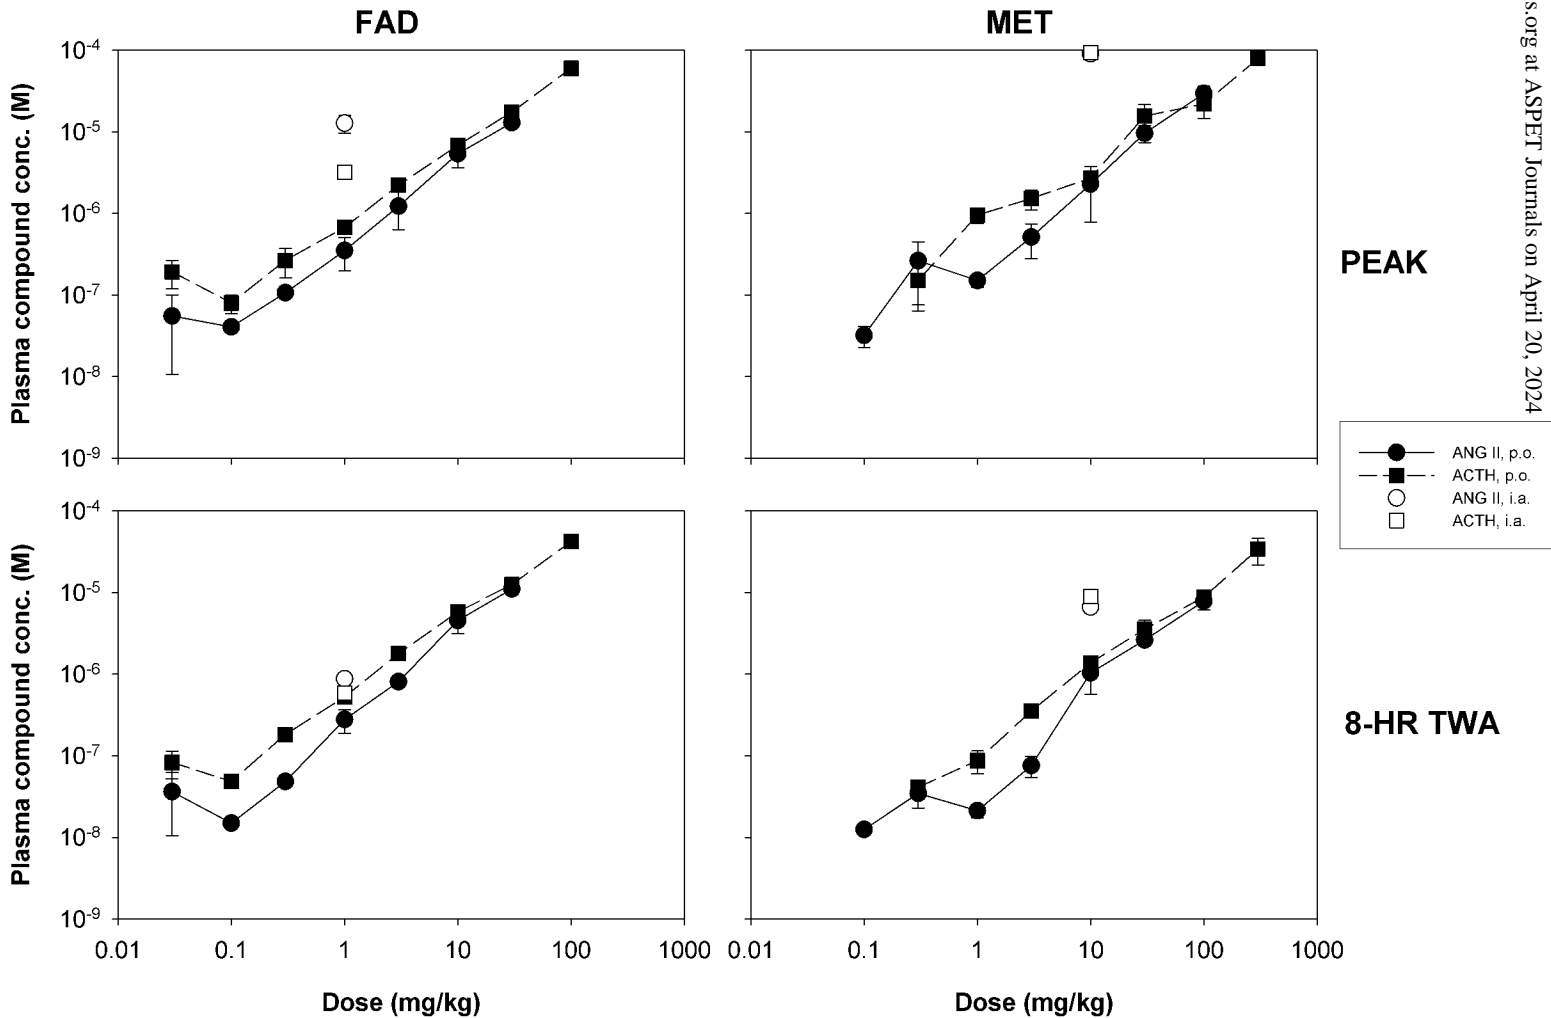 FAD
MET
s.org at ASPET Journals on April 20, 2024
Plasma compound conc. (M)
10-4
10-5
10-6
10-7
10-8
10-9
PEAK
ANG II, p.o.
ACTH, p.o.
ANG II, i.a.
ACTH, i.a.
Plasma compound conc. (M)
10-4
10-5
10-6
10-7
10-8
10-9
8-HR TWA
0.01 0.1 1 10 100 1000
0.01 0.1 1 10 100 1000
Dose (mg/kg)
Dose (mg/kg)